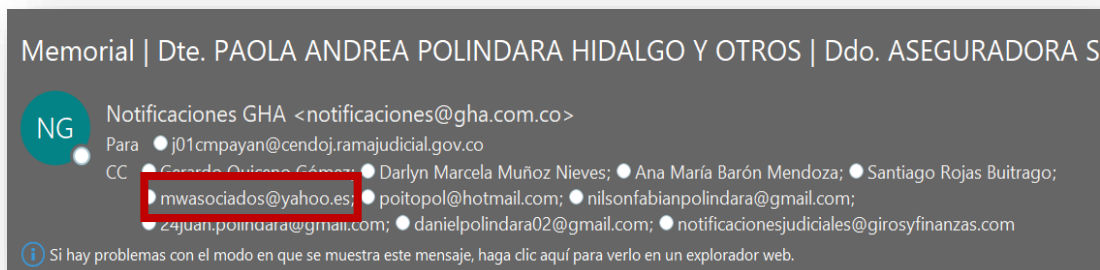 Memorial | Dte. PAOLA ANDREA POLINDARA HIDALGO Y OTROS | Ddo. ASEGURADORA S
NG
Notificaciones GHA <notificaciones@gha.com.co>
Para j01cmpayan@cendoj.ramajudicial.gov.co
CC Gerardo Quiceno Gómez; Darlyn Marcela Muñoz Nieves; Ana María Barón Mendoza; Santiago Rojas Buitrago;
mwasociados@yahoo.es; poitopol@hotmail.com; nilsonfabianpolindara@gmail.com;
24juan.polindara@gmail.com; danielpolindara02@gmail.com; notificacionesjudiciales@girosyfinanzas.com
Si hay problemas con el modo en que se muestra este mensaje, haga clic aquí para verlo en un explorador web.